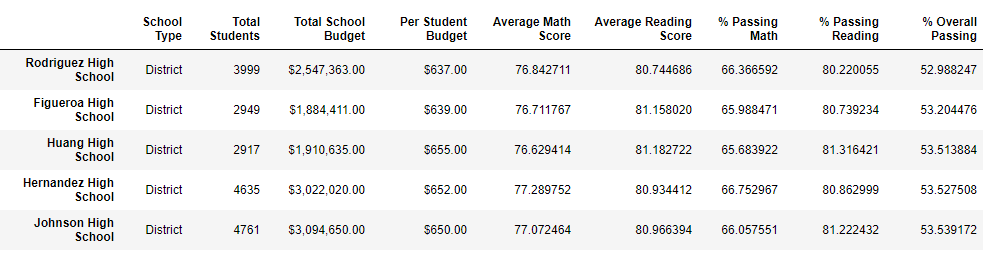 School Type Total Students Total School Budget Per Student Budget Average Math Score Average Reading Score % Passing Math % Passing Reading % Overall Passing
Rodriguez High School District 3999 $2,547,363.00 $637.00 76.842711 80.744686 66.366592 80.220055 52.988247
Figueroa High School District 2949 $1,884,411.00 $639.00 76.711767 81.158020 65.988471 80.739234 53.204476
Huang High School District 2917 $1,910,635.00 $655.00 76.629414 81.182722 65.683922 81.316421 53.513884
Hernandez High School District 4635 $3,022,020.00 $652.00 77.289752 80.934412 66.752967 80.862999 53.527508
Johnson High School District 4761 $3,094,650.00 $650.00 77.072464 80.966394 66.057551 81.222432 53.539172